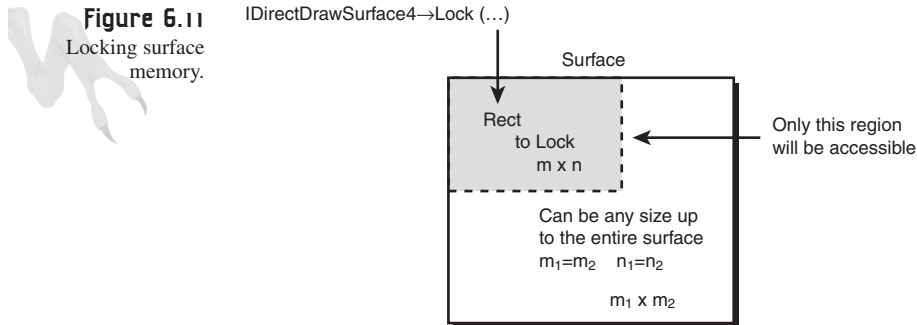 Figure 6.11
Locking surface
memory.
IDirectDrawSurface4→Lock (…)
Surface
Rect
to Lock
m x n
Only this region
will be accessible
Can be any size up
to the entire surface
m₁=m₂ n₁=n₂
m₁ x m₂